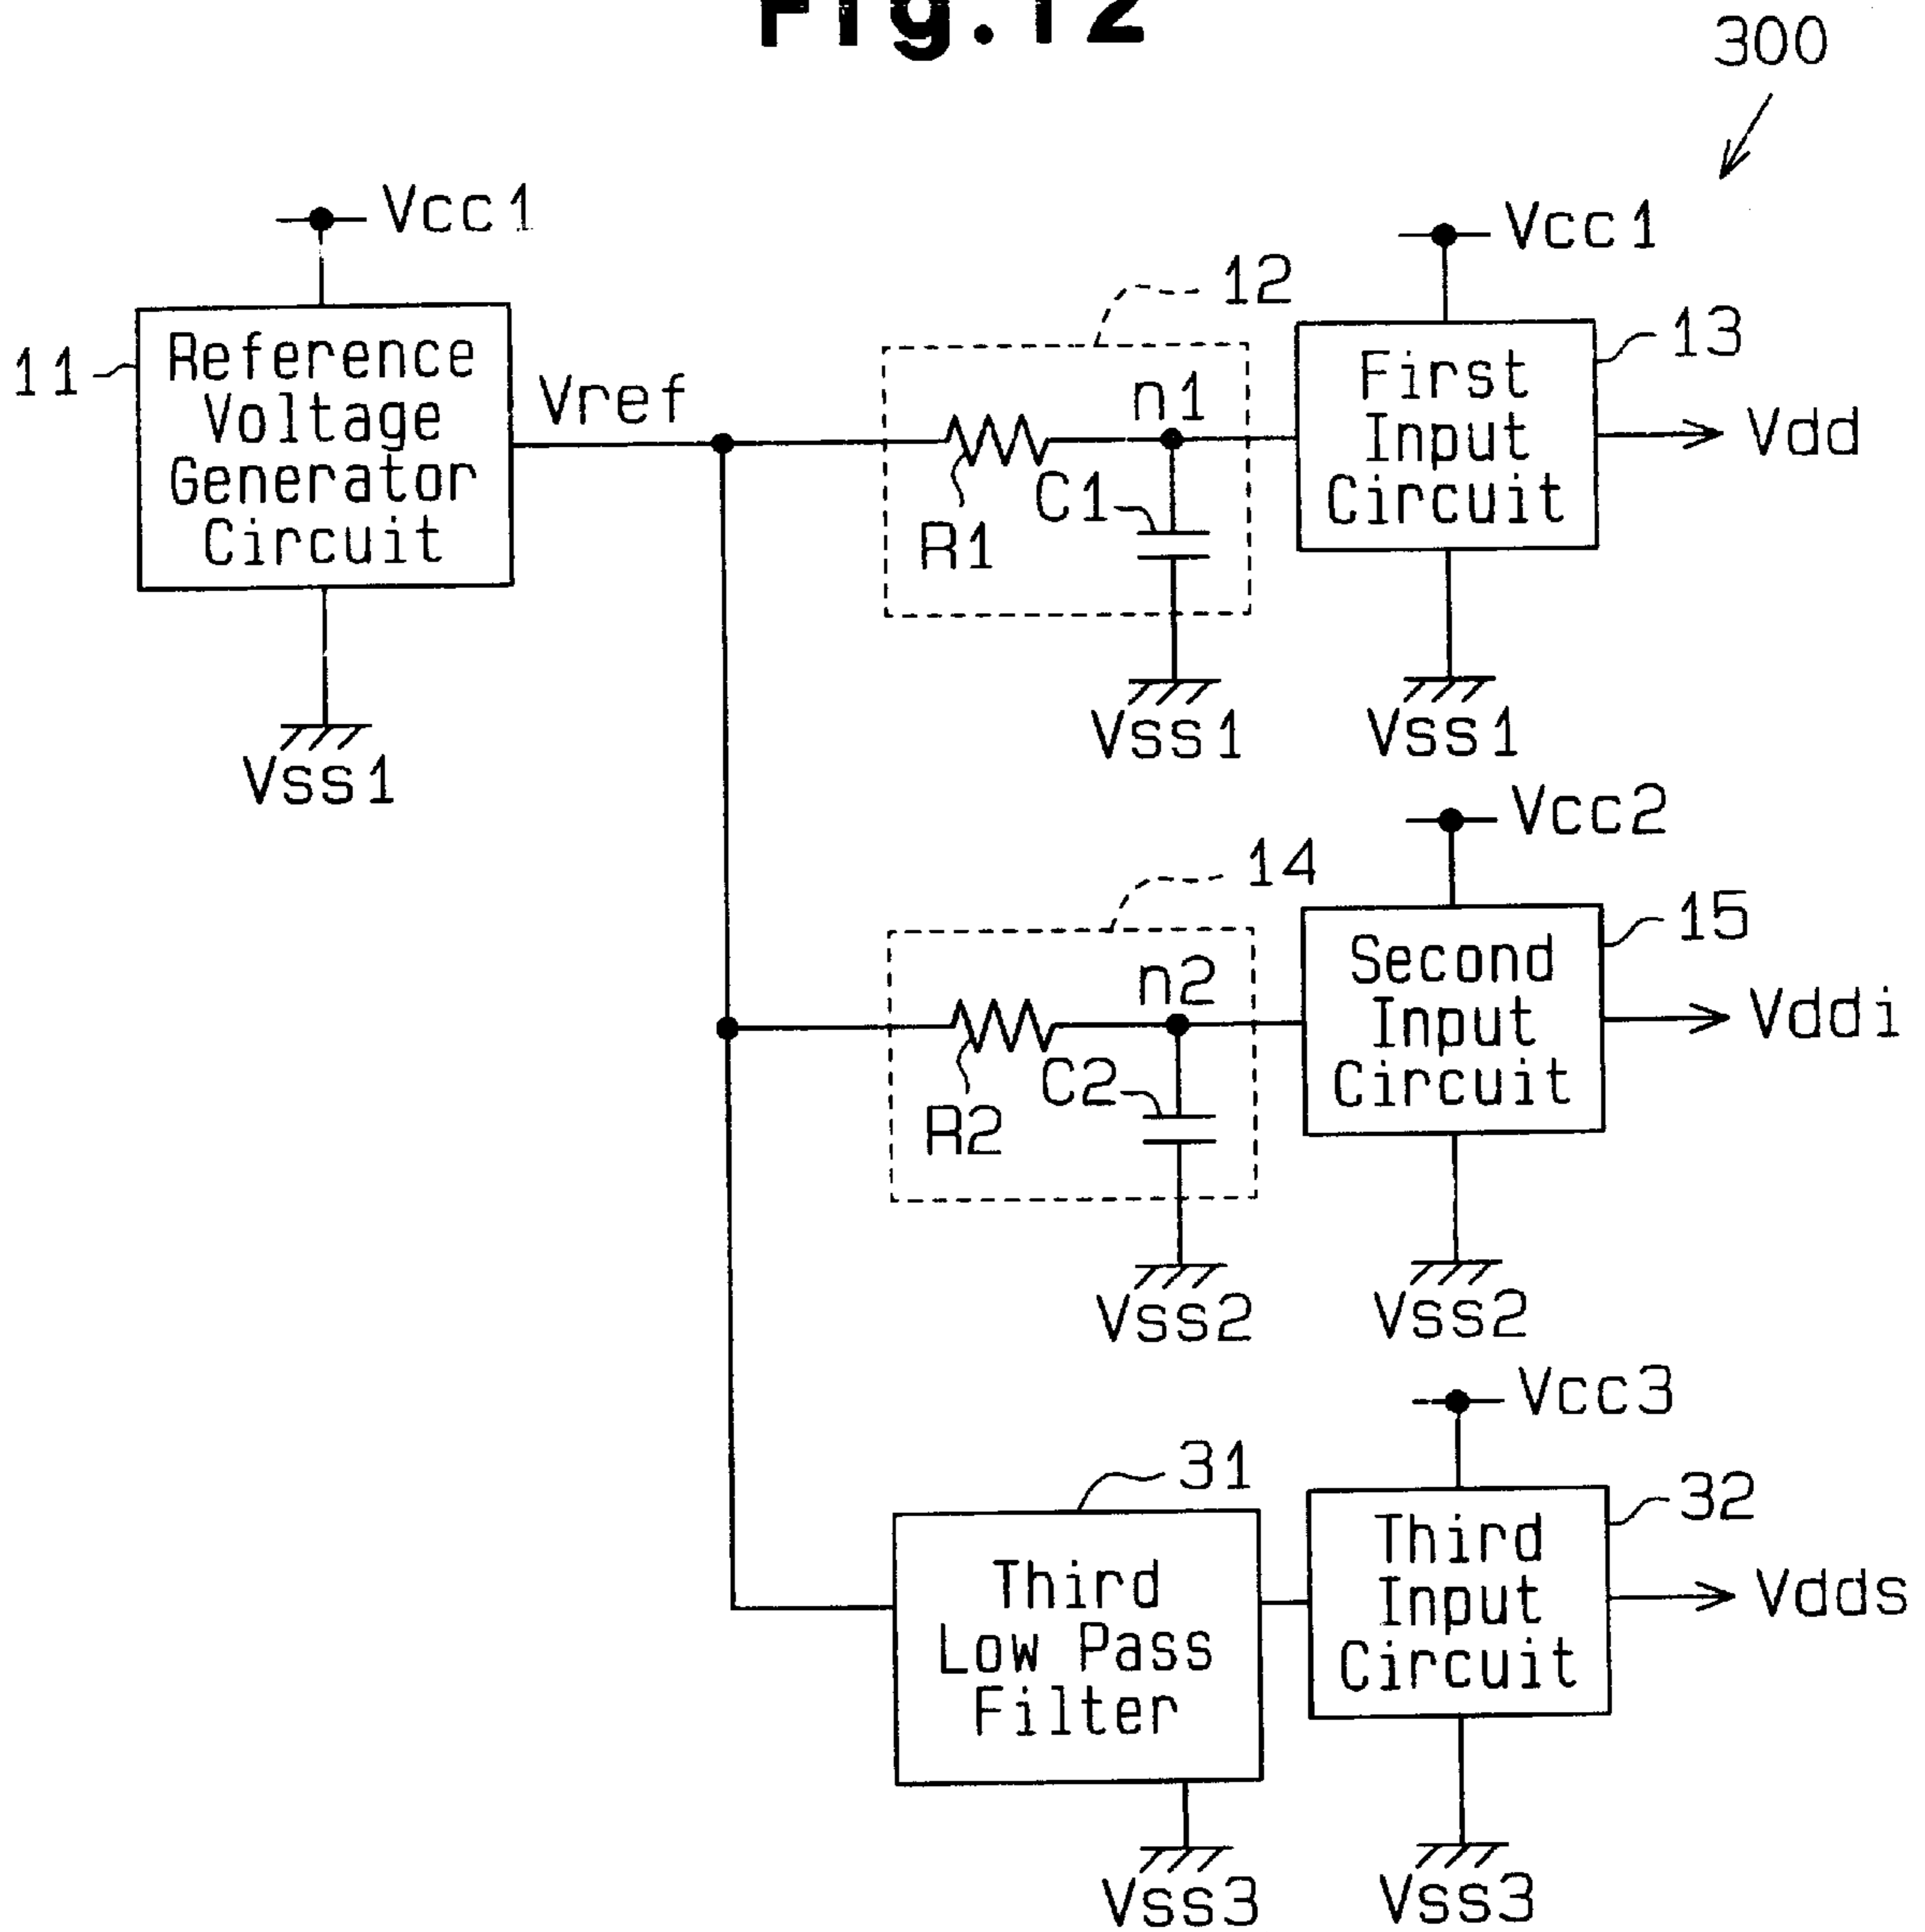 Fig.12
300
Vcc1
11
Reference
Voltage
Generator
Circuit
Vss1
Vref
12
n1
R1
C1
Vss1
Vcc1
13
First
Input
Circuit
Vdd
Vss1
14
n2
R2
C2
Vss2
Vcc2
15
Second
Input
Circuit
Vddi
Vss2
31
Third
Low Pass
Filter
Vss3
Vcc3
32
Third
Input
Circuit
Vdds
Vss3